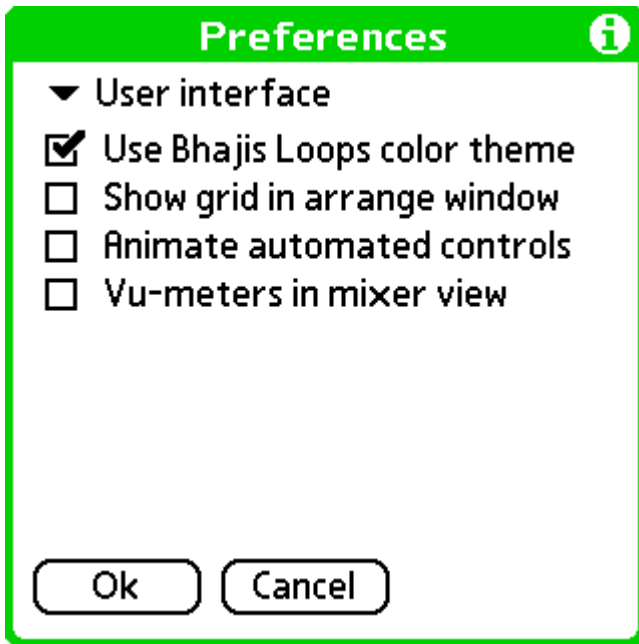 Preferences
User interface
Use Bhajis Loops color theme
Show grid in arrange window
Animate automated controls
Vu-meters in mixer view
Ok Cancel